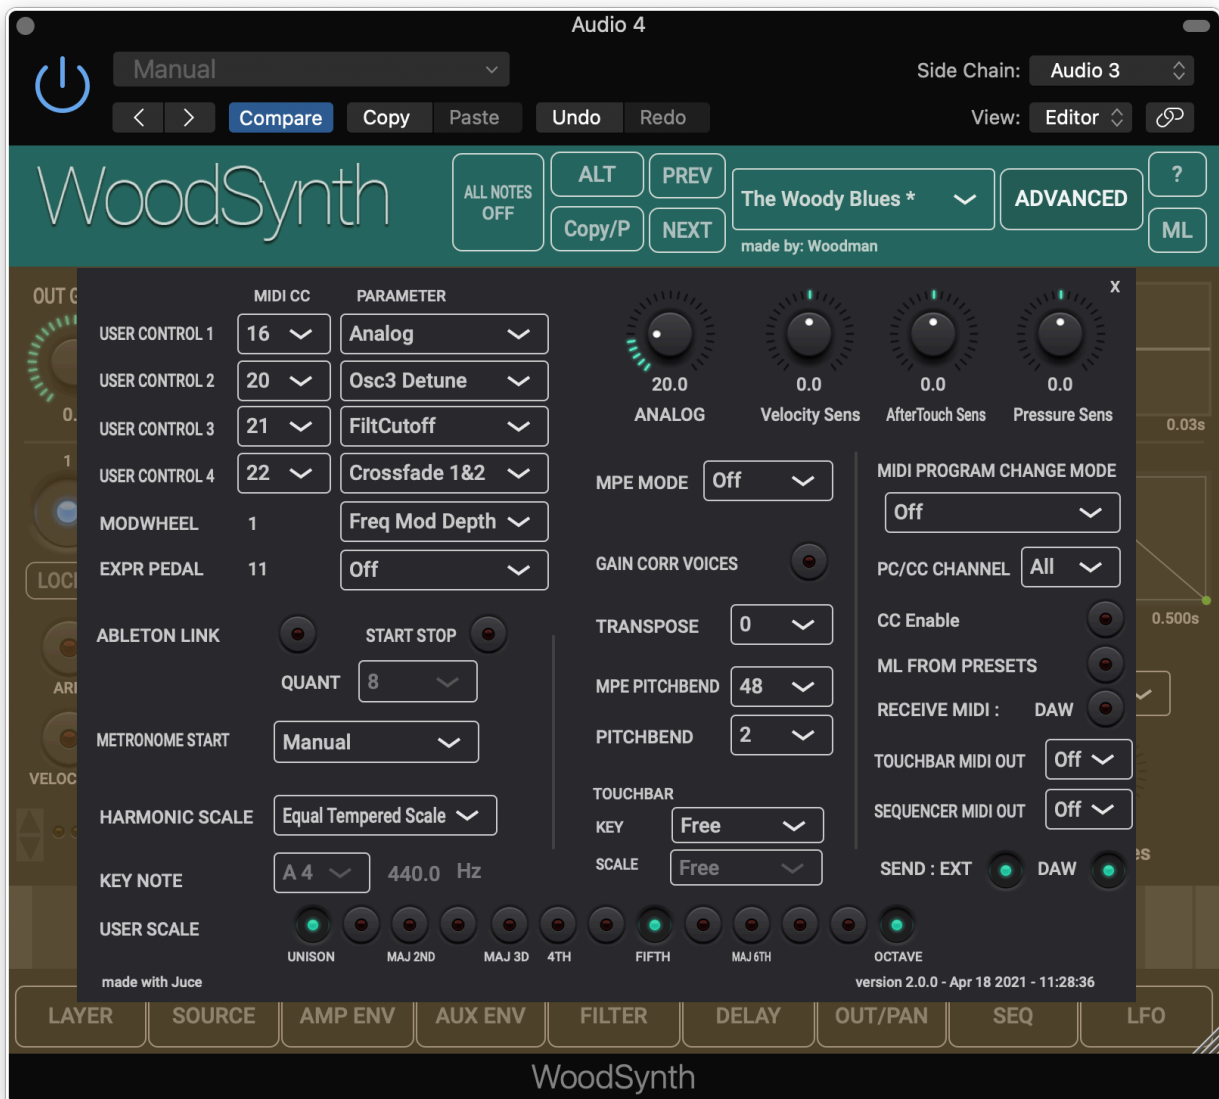 Audio 4
Manual
Side Chain: Audio 3
Compare Copy Paste Undo Redo
View: Editor
WoodSynth
ALL NOTES
OFF
ALT
Copy/P
PREV
NEXT
The Woody Blues *
made by: Woodman
ADVANCED
?
ML
OUT G
MIDI CC PARAMETER
X
USER CONTROL 1 16 Analog
USER CONTROL 2 20 Osc3 Detune
USER CONTROL 3 21 FiltCutoff
USER CONTROL 4 22 Crossfade 1&2
MODWHEEL 1 Freq Mod Depth
EXPR PEDAL 11 Off
20.0 0.0 0.0 0.0
ANALOG Velocity Sens AfterTouch Sens Pressure Sens
0.
0.03s
1
MPE MODE Off
MIDI PROGRAM CHANGE MODE
Off
GAIN CORR VOICES
PC/CC CHANNEL All
LOC
ABLETON LINK START STOP
QUANT 8
TRANSPOSE 0
CC Enable
0.500s
MPE PITCHBEND 48
ML FROM PRESETS
AR
RECEIVE MIDI : DAW
METRONOME START Manual
PITCHBEND 2
TOUCHBAR MIDI OUT Off
VELOC
TOUCHBAR
KEY Free
SCALE Free
HARMONIC SCALE Equal Tempered Scale
SEQUENCER MIDI OUT Off
es
KEY NOTE A 4 440.0 Hz
SEND : EXT DAW
USER SCALE
UNISON MAJ 2ND MAJ 3D 4TH FIFTH MAJ 6TH OCTAVE
made with Juce
version 2.0.0 - Apr 18 2021 - 11:28:36
LAYER SOURCE AMP ENV AUX ENV FILTER DELAY OUT/PAN SEQ LFO
WoodSynth